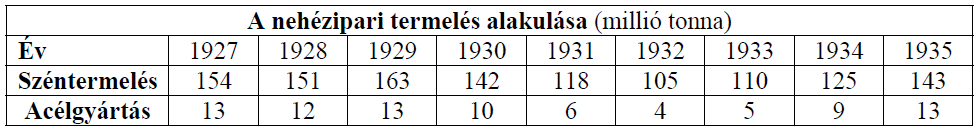 A nehézipari termelés alakulása (millió tonna)
Év 1927 1928 1929 1930 1931 1932 1933 1934 1935
Széntermelés 154 151 163 142 118 105 110 125 143
Acélgyártás 13 12 13 10 6 4 5 9 13